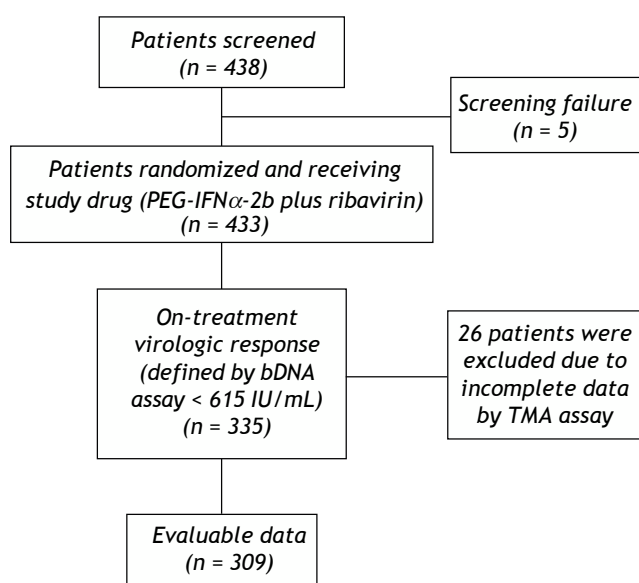 Patients screened
(n = 438)
Screening failure
(n = 5)
Patients randomized and receiving
study drug (PEG-IFNα-2b plus ribavirin)
(n = 433)
On-treatment
virologic response
(defined by bDNA
assay < 615 IU/mL)
(n = 335)
26 patients were
excluded due to
incomplete data
by TMA assay
Evaluable data
(n = 309)